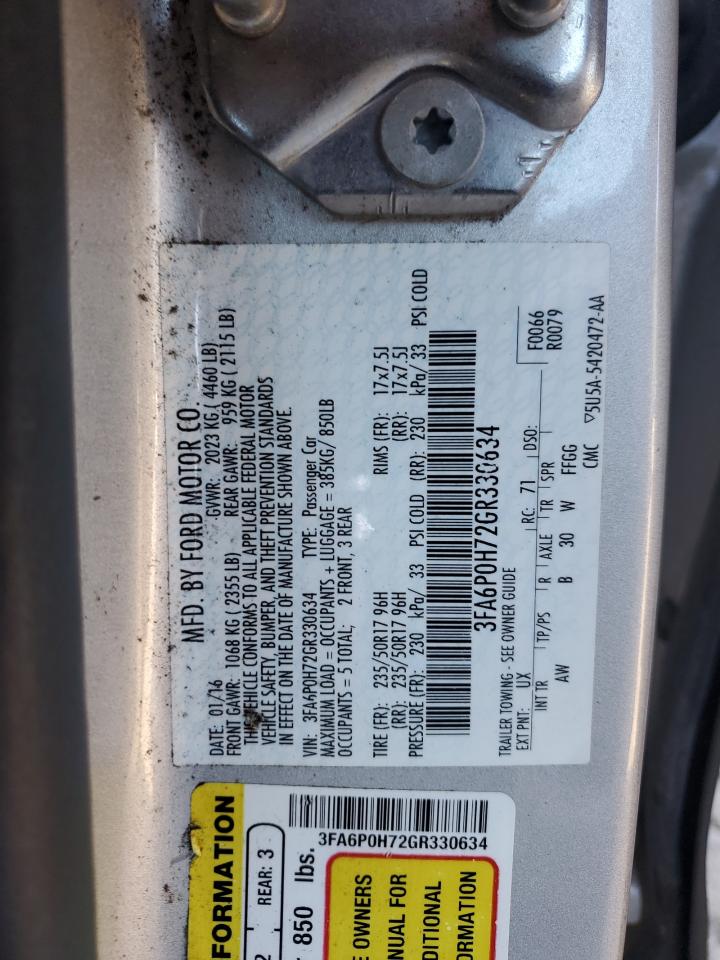 MFD. BY FORD MOTOR CO.
DATE: 01/16 GVWR: 2023 KG ( 4460 LB)
FRONT GAWR: 1068 KG ( 2355 LB) REAR GAWR: 959 KG ( 2115 LB)
THIS VEHICLE CONFORMS TO ALL APPLICABLE FEDERAL MOTOR
VEHICLE SAFETY, BUMPER, AND THEFT PREVENTION STANDARDS
IN EFFECT ON THE DATE OF MANUFACTURE SHOWN ABOVE.
VIN: 3FA6P0H72GR330634 TYPE: Passenger Car
MAXIMUM LOAD = OCCUPANTS + LUGGAGE = 385KG/ 850LB
OCCUPANTS = 5 TOTAL; 2 FRONT, 3 REAR
TIRE (FR): 235/50R17 96H RIMS (FR): 17x7.5J
(RR): 235/50R17 96H (RR): 17x7.5J
PRESSURE (FR): 230 kPa/ 33 PSI COLD (RR): 230 kPa/ 33 PSI COLD
3FA6P0H72GR330634
TRAILER TOWING - SEE OWNER GUIDE
EXT PNT: UX RC: 71 DSO: F0066
R0079
INT TR TP/PS R AXLE TR SPR
AW B 30 W FFGG
CMC ▽5U5A-5420472-AA
FORMATION
REAR: 3
2
850 lbs.
3FA6P0H72GR330634
E OWNERS
NUAL FOR
DITIONAL
ORMATION